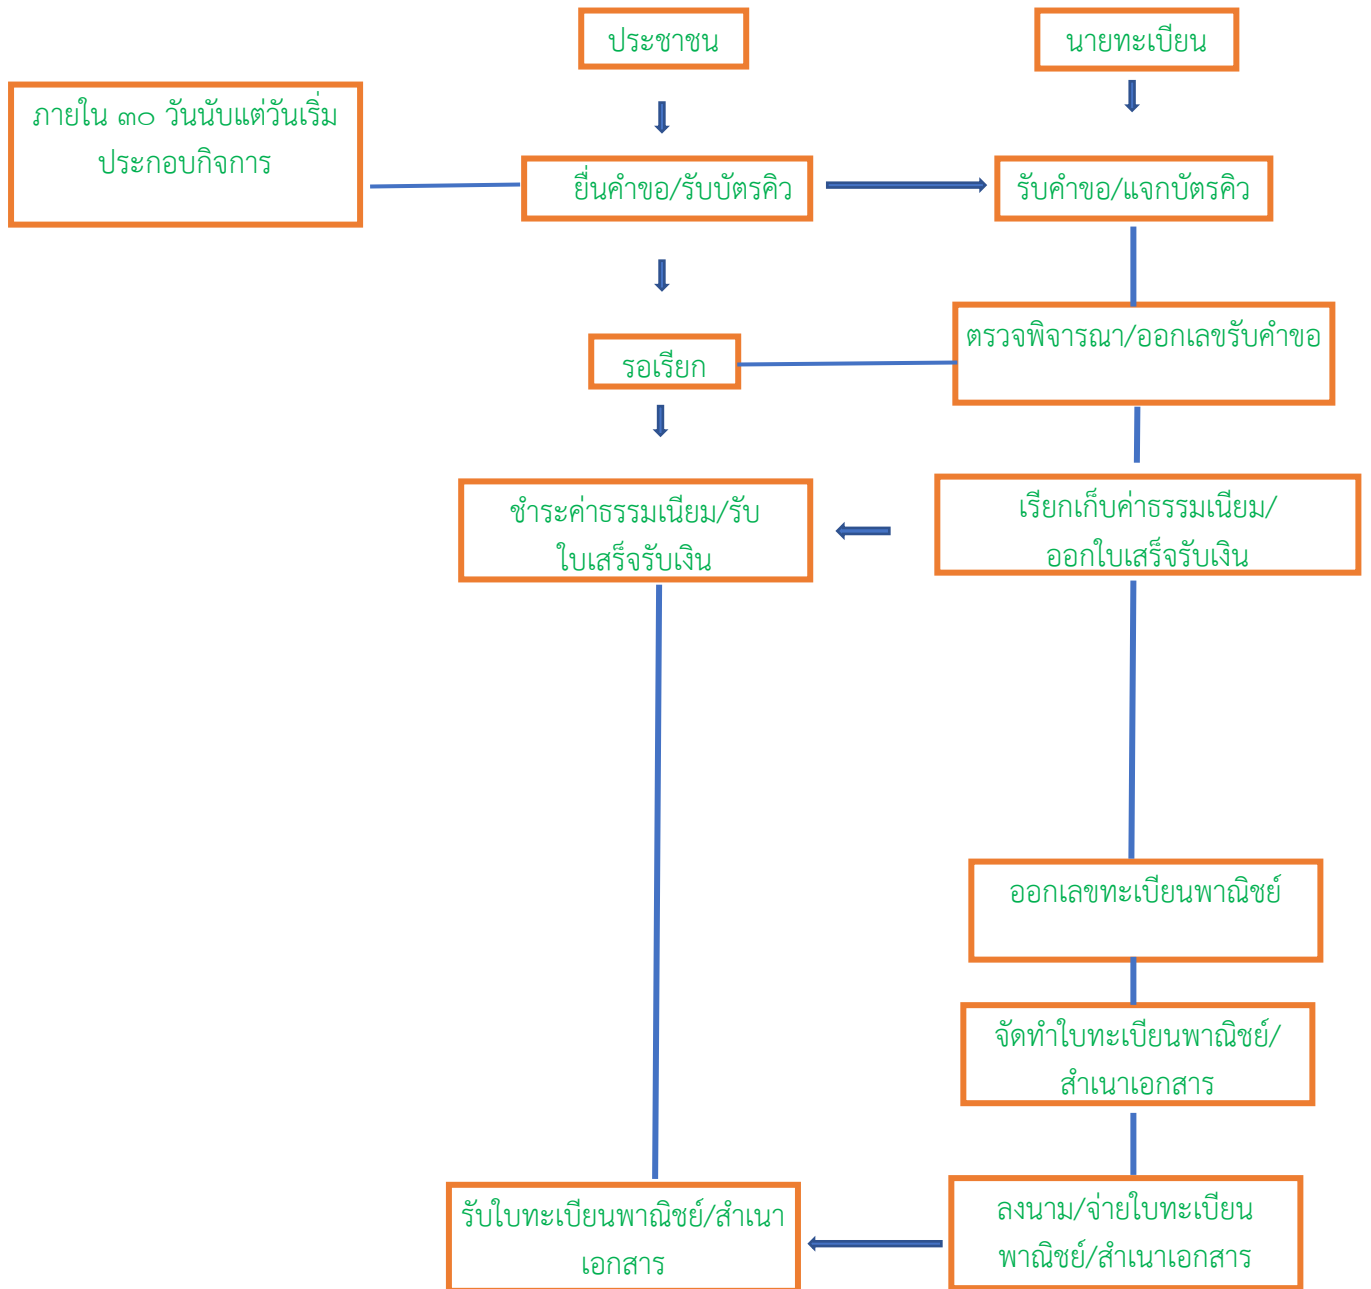 ประชาชน
นายทะเบียน
ภายใน ๓๐ วันนับแต่วันเริ่ม
ประกอบกิจการ
ยื่นคำขอ/รับบัตรคิว
รับคำขอ/แจกบัตรคิว
ตรวจพิจารณา/ออกเลขรับคำขอ
รอเรียก
ชำระค่าธรรมเนียม/รับ
ใบเสร็จรับเงิน
เรียกเก็บค่าธรรมเนียม/
ออกใบเสร็จรับเงิน
ออกเลขทะเบียนพาณิชย์
จัดทำใบทะเบียนพาณิชย์/
สำเนาเอกสาร
รับใบทะเบียนพาณิชย์/สำเนา
เอกสาร
ลงนาม/จ่ายใบทะเบียน
พาณิชย์/สำเนาเอกสาร